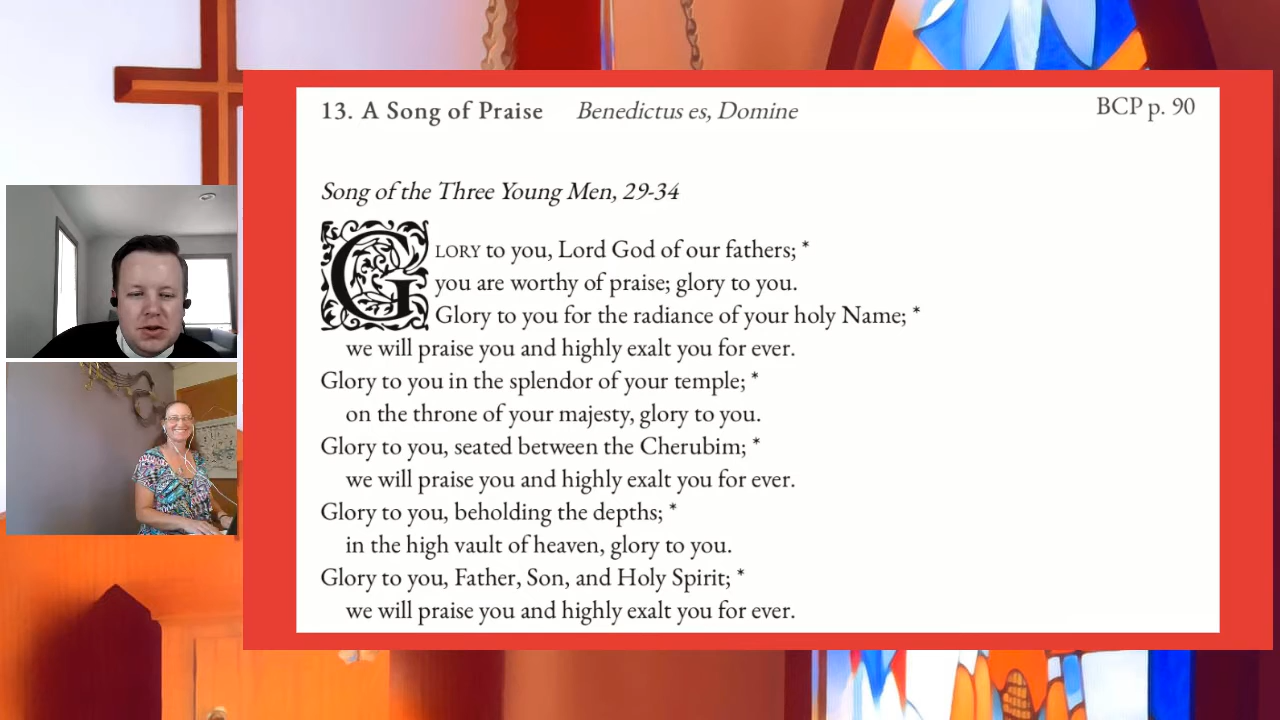 13. A Song of Praise Benedictus es, Domine BCP p. 90
Song of the Three Young Men, 29-34
GLORY to you, Lord God of our fathers; *
you are worthy of praise; glory to you.
Glory to you for the radiance of your holy Name; *
we will praise you and highly exalt you for ever.
Glory to you in the splendor of your temple; *
on the throne of your majesty, glory to you.
Glory to you, seated between the Cherubim; *
we will praise you and highly exalt you for ever.
Glory to you, beholding the depths; *
in the high vault of heaven, glory to you.
Glory to you, Father, Son, and Holy Spirit; *
we will praise you and highly exalt you for ever.